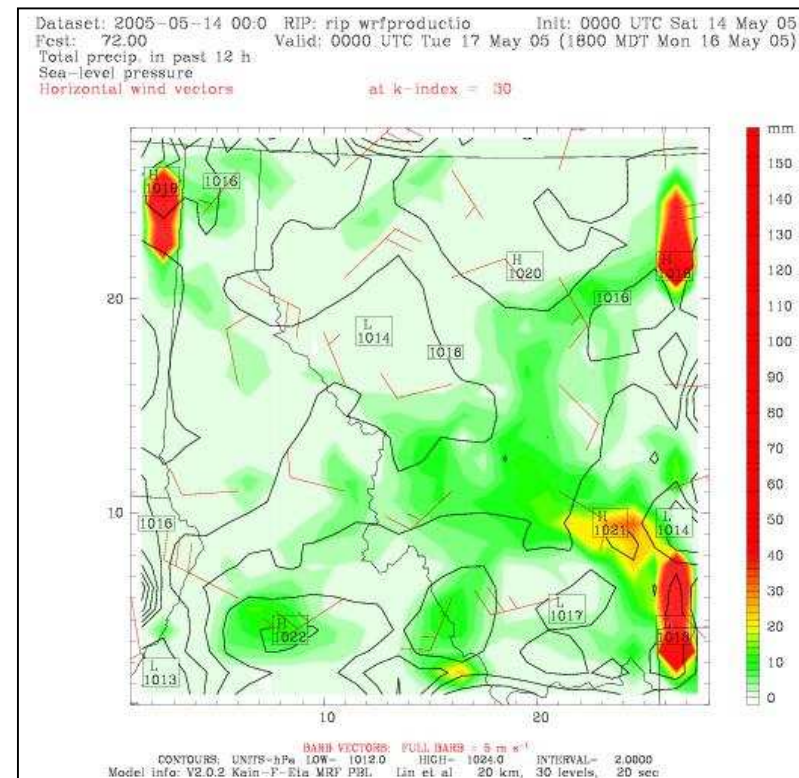 Dataset: 2005-05-14 00:0 RIP: rip wrfproductio Init: 0000 UTC Sat 14 May 05
Fcst: 72.00 Valid: 0000 UTC Tue 17 May 05 (1800 MDT Mon 16 May 05)
Total precip. in past 12 h
Sea-level pressure
Horizontal wind vectors at k-index = 30
mm
150
140
130
120
110
100
90
80
70
60
50
40
30
20
10
0
H
1018
1016
H
1020
H
1018
20
1016
L
1014
1018
10
1016
H
1021
L
1014
H
1022
L
1017
L
1018
L
1013
10
20
BARB VECTORS: FULL BARB = 5 m s⁻¹
CONTOURS: UNITS=hPa LOW= 1012.0 HIGH= 1024.0 INTERVAL= 2.0000
Model info: V2.0.2 Kain-F-Eta MRF PBL Lin et al 20 km, 30 levels, 20 sec